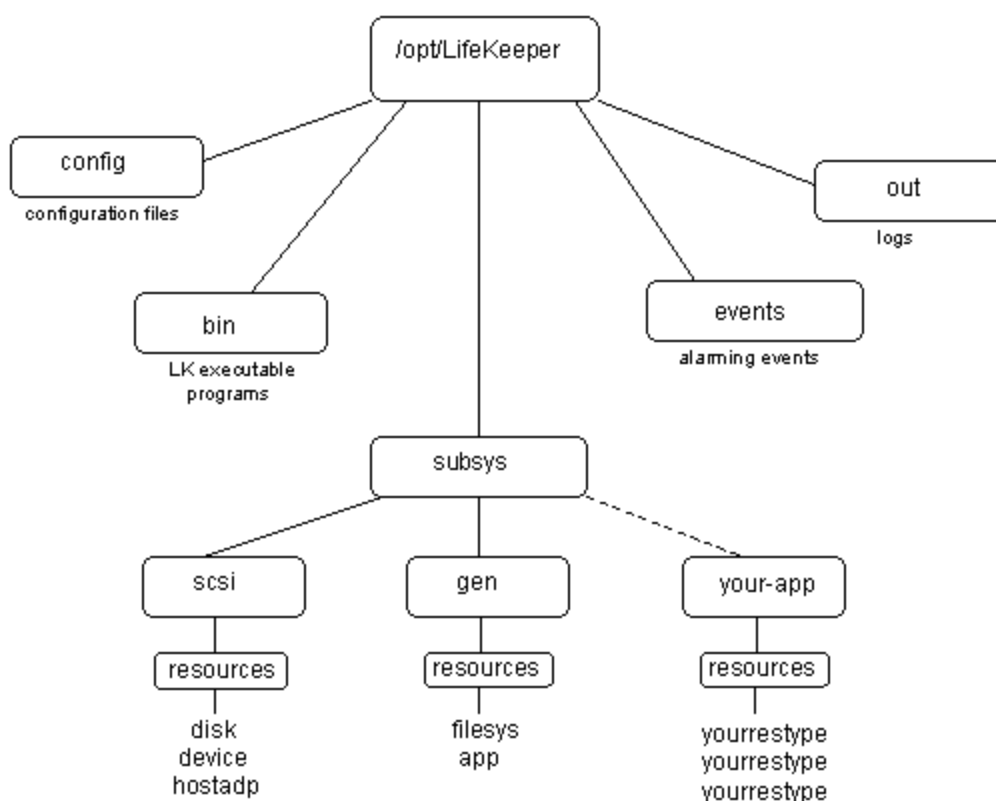 /opt/LifeKeeper
config
configuration files
out
logs
bin
LK executable
programs
events
alarming events
subsys
scsi
gen
your-app
resources
resources
resources
disk
device
hostadp
filesys
app
yourrestype
yourrestype
yourrestype